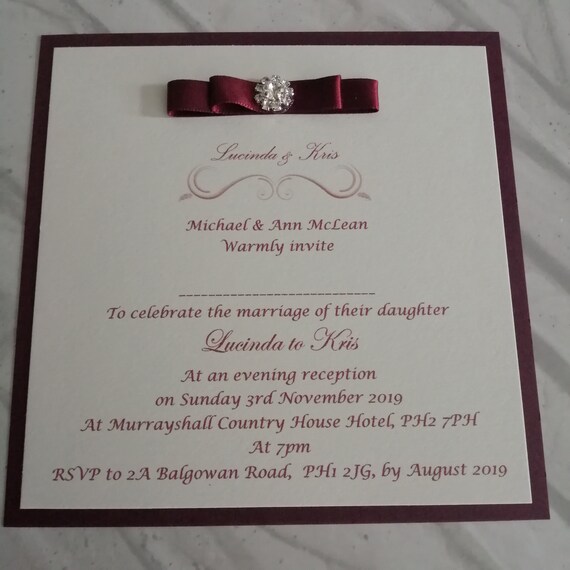 Lucinda & Kris
Michael & Ann McLean
Warmly invite
___________________________
To celebrate the marriage of their daughter
Lucinda to Kris
At an evening reception
on Sunday 3rd November 2019
At Murrayshall Country House Hotel, PH2 7PH
At 7pm
RSVP to 2A Balgowan Road,  PH1 2JG, by August 2019